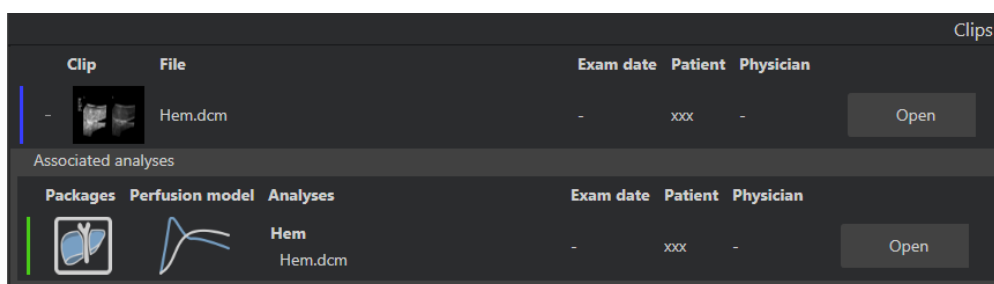 Clips
Clip File Exam date Patient Physician
- Hem.dcm - xxx - Open
Associated analyses
Packages Perfusion model Analyses Exam date Patient Physician
Hem
Hem.dcm - xxx - Open